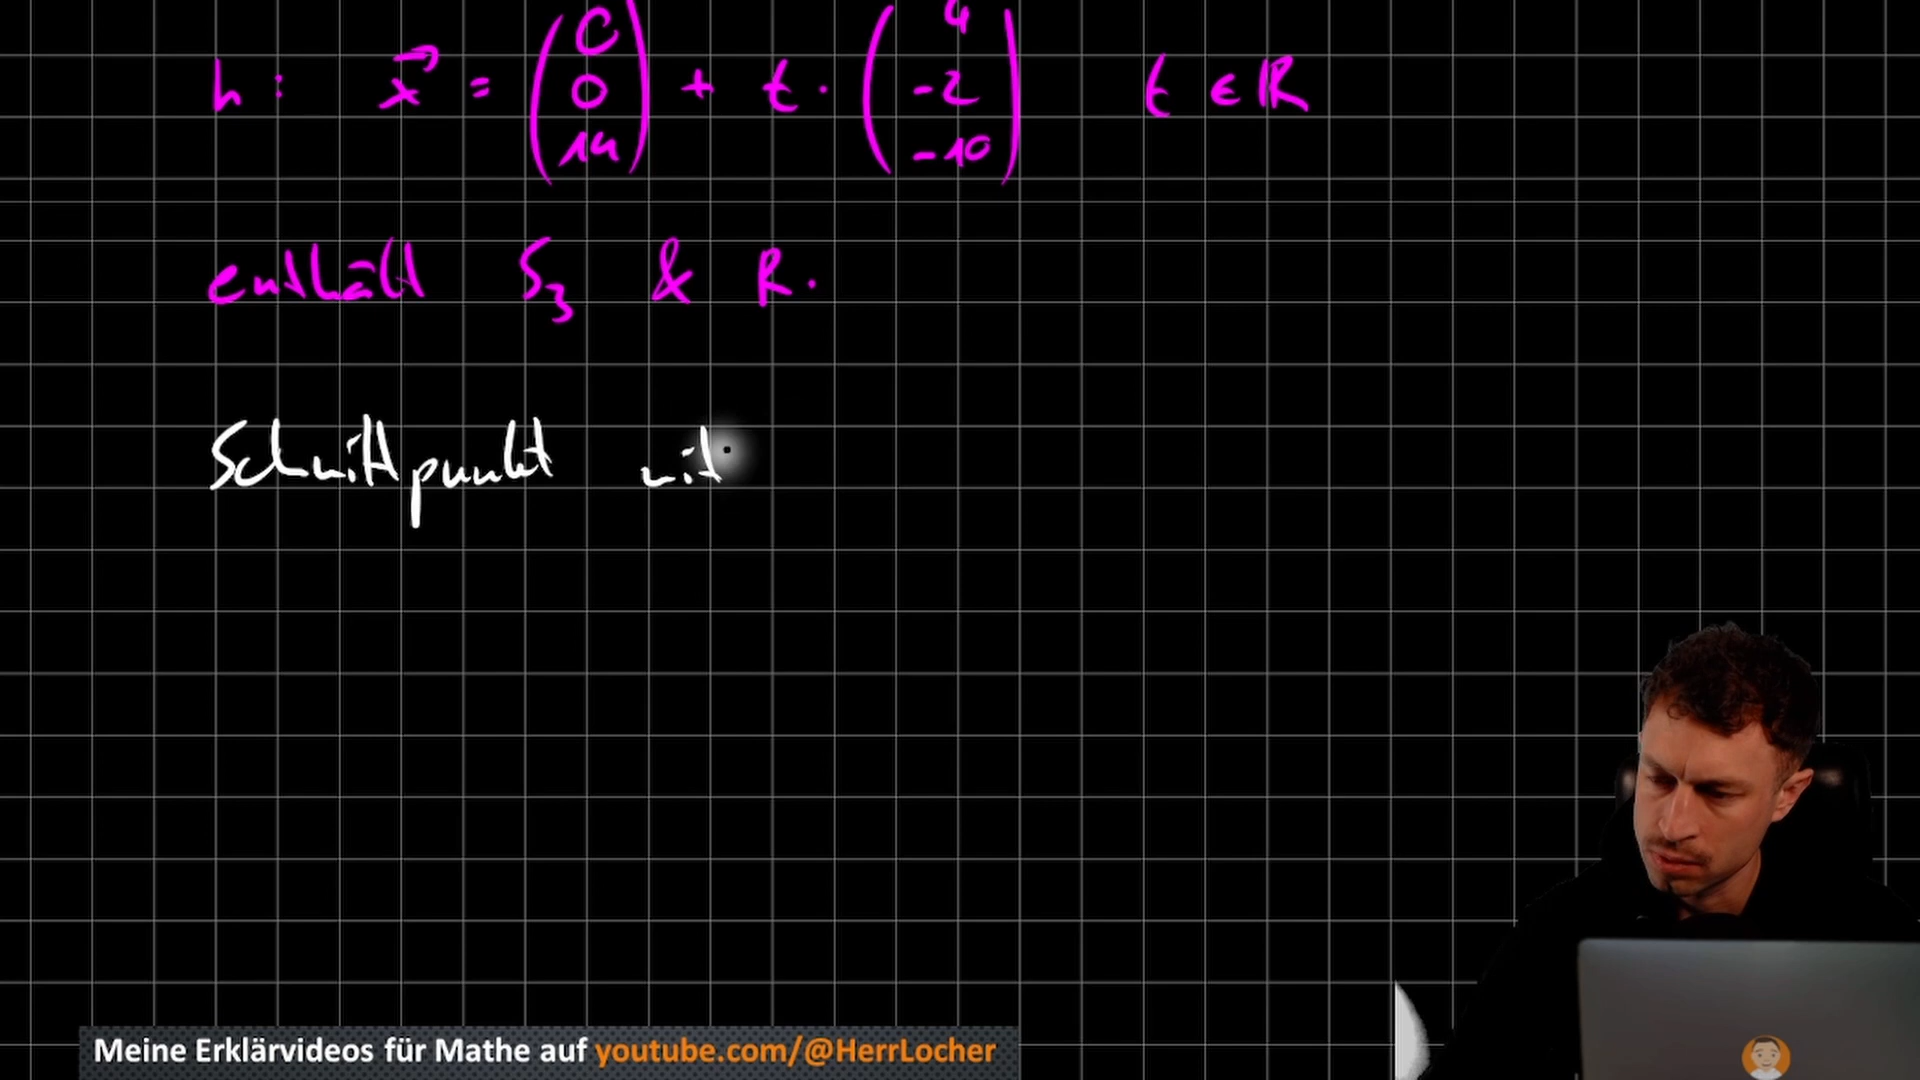 h: x⃗ = (0 0 14) + t · (4 -2 -10) t ∈ ℝ
enthält S₃ & R.
Schnittpunkt mit
Meine Erklärvideos für Mathe auf youtube.com/@HerrLocher